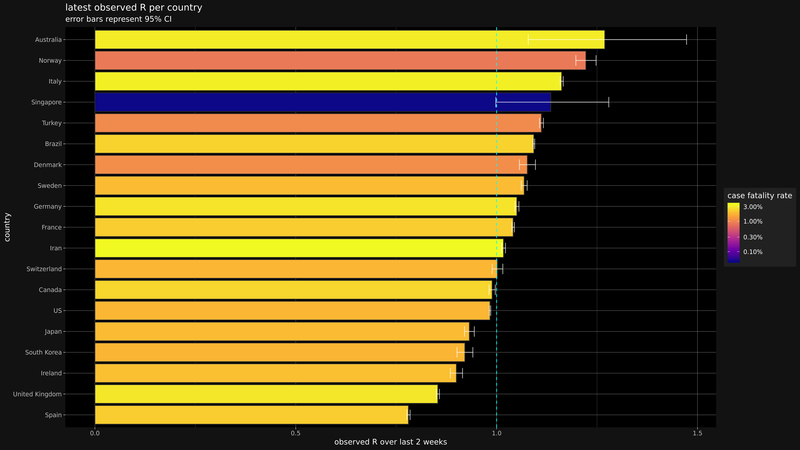 latest observed R per country
error bars represent 95% CI
country
Australia
Norway
Italy
Singapore
Turkey
Brazil
Denmark
Sweden
Germany
France
Iran
Switzerland
Canada
US
Japan
South Korea
Ireland
United Kingdom
Spain
0.0
0.5
1.0
1.5
observed R over last 2 weeks
case fatality rate
3.00%
1.00%
0.30%
0.10%